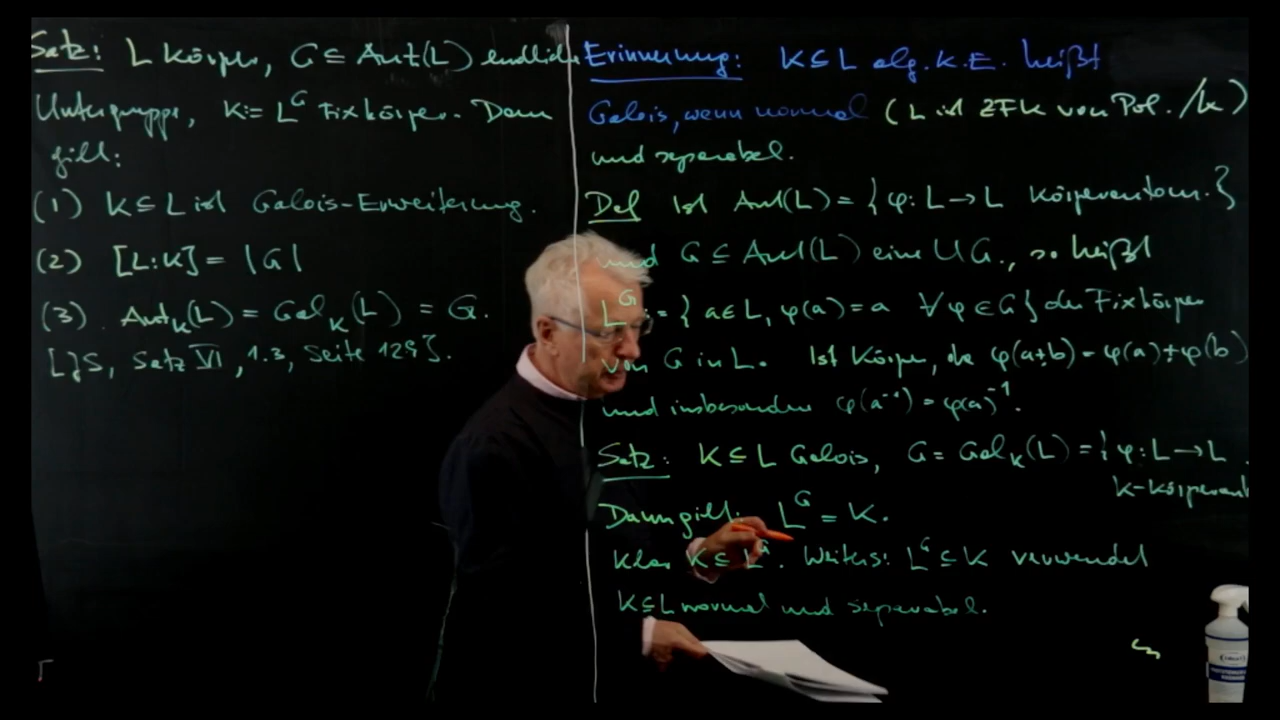 Satz: L Körper, G ⊆ Aut(L) endliche
Untergruppe, K := L^G Fixkörper. Dann
gilt:
(1) K ⊆ L ist Galois-Erweiterung.
(2) [L:K] = |G|
(3) Aut_K(L) = Gal_K(L) = G.
[JS, Satz VI, 1.3, Seite 129].
Erinnerung: K ⊆ L alg. K.E. heißt
Galois, wenn normal (L ist ZFK von Pol. /K)
und separabel.
Def Ist Aut(L) = { φ: L → L Körperautom. }
und G ⊆ Aut(L) eine UG., so heißt
L^G := { a ∈ L, φ(a) = a ∀ φ ∈ G } der Fixkörper
von G in L. Ist Körper, da φ(a+b) = φ(a) + φ(b)
und insbesondere φ(a^-1) = φ(a)^-1.
Satz: K ⊆ L Galois, G = Gal_K(L) = { φ: L → L
K-Körperaut
Dann gilt: L^G = K.
Klar K ⊆ L^G. Weiters: L^G ⊆ K verwendet
K ⊆ L normal und separabel.